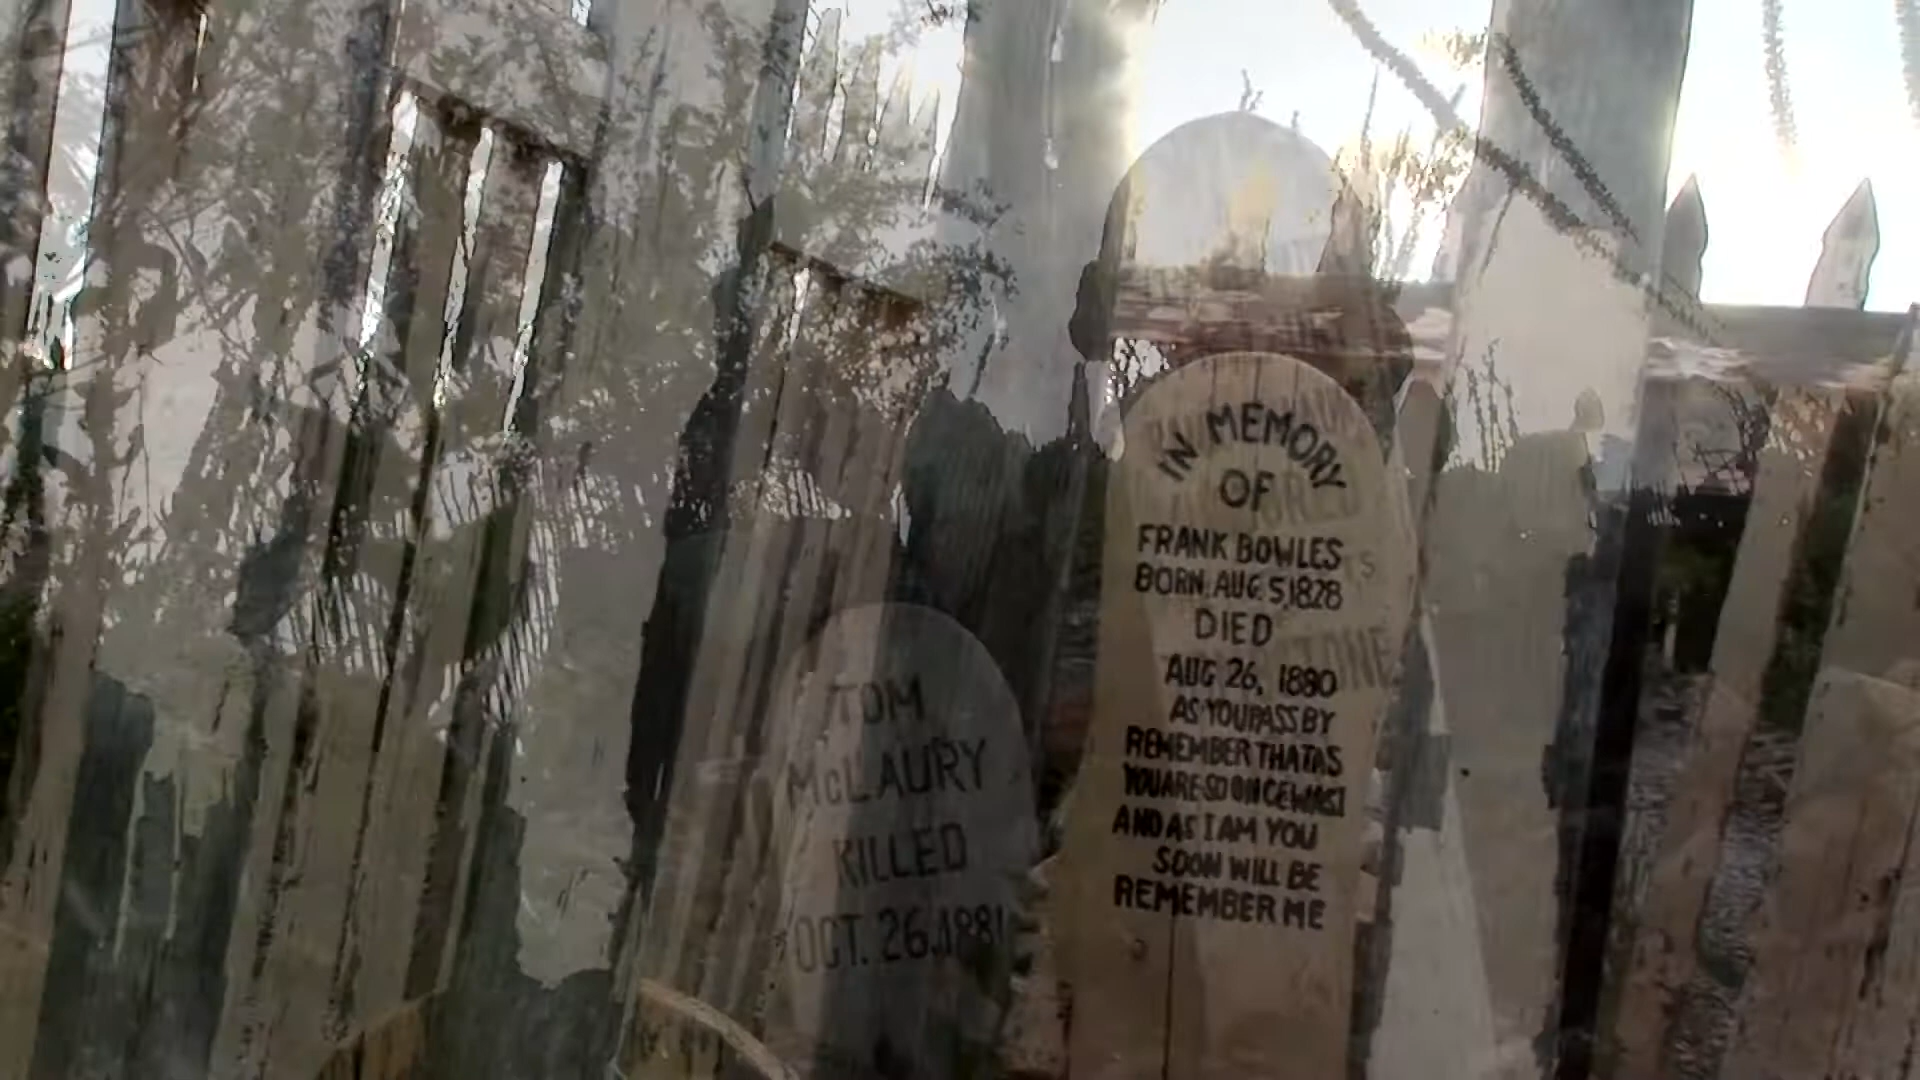 TOM
McLAURY
KILLED
OCT. 26,1881
IN MEMORY
OF
FRANK BOWLES
BORN AUG 5,1828
DIED
AUG 26, 1880
AS YOU PASS BY
REMEMBER THAT AS
YOU ARE SO ONCE WAS I
AND AS I AM YOU
SOON WILL BE
REMEMBER ME